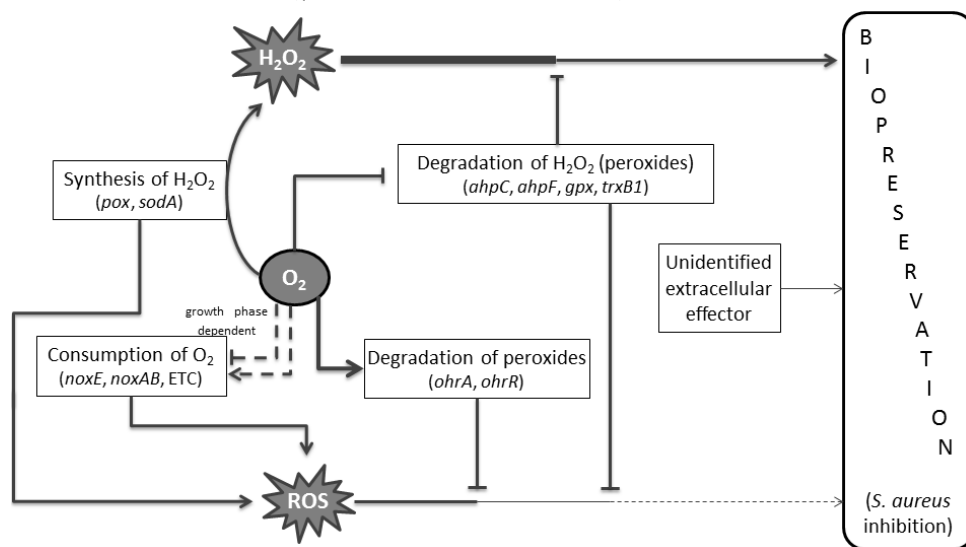 H₂O₂
BIOPRESERVATION
Degradation of H₂O₂ (peroxides)
(ahpC, ahpF, gpx, trxB1)
Synthesis of H₂O₂
(pox, sodA)
O₂
Unidentified
extracellular
effector
growth phase
dependent
Consumption of O₂
(noxE, noxAB, ETC)
Degradation of peroxides
(ohrA, ohrR)
ROS
(S. aureus
inhibition)